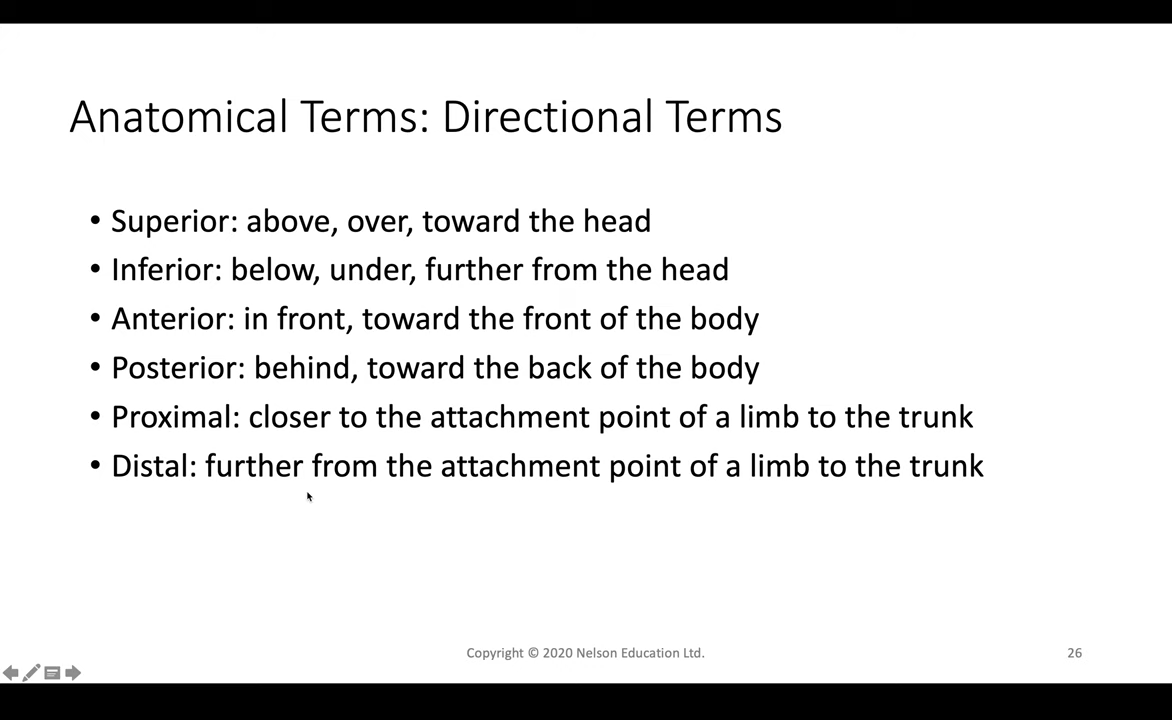 Anatomical Terms: Directional Terms
• Superior: above, over, toward the head
• Inferior: below, under, further from the head
• Anterior: in front, toward the front of the body
• Posterior: behind, toward the back of the body
• Proximal: closer to the attachment point of a limb to the trunk
• Distal: further from the attachment point of a limb to the trunk
Copyright © 2020 Nelson Education Ltd.
26